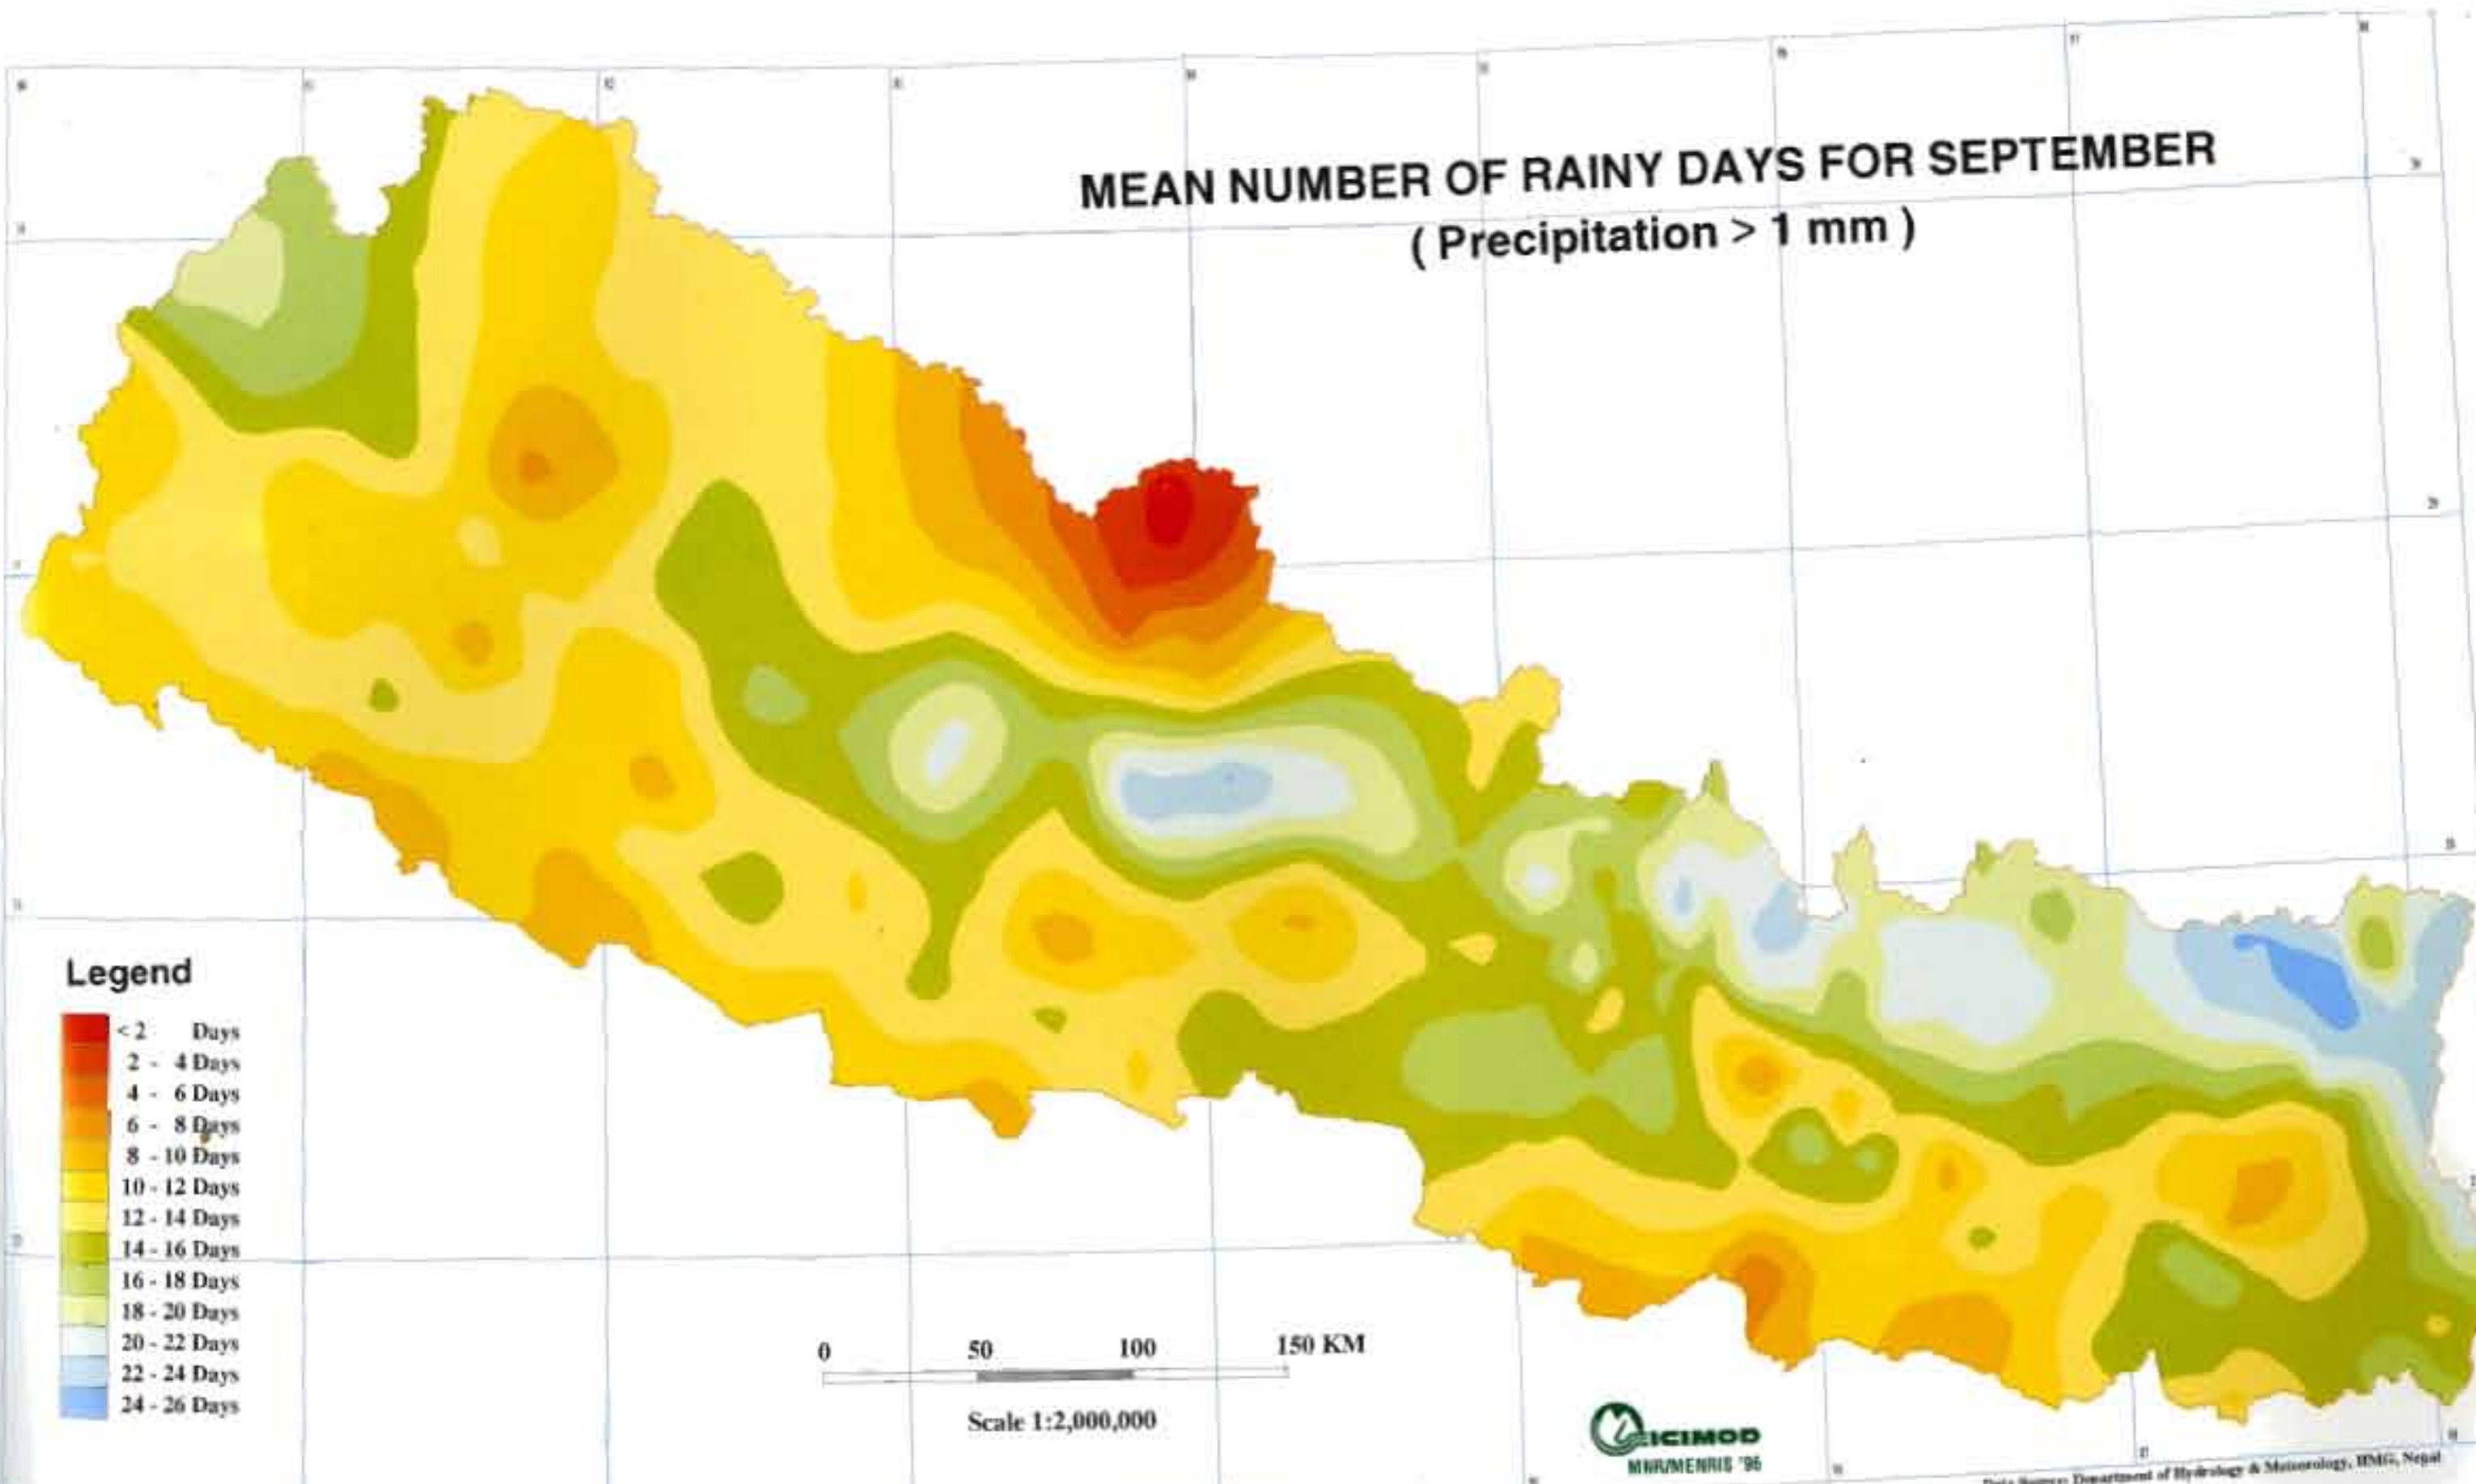 MEAN NUMBER OF RAINY DAYS FOR SEPTEMBER
( Precipitation > 1 mm )
Legend
< 2 Days
2 - 4 Days
4 - 6 Days
6 - 8 Days
8 - 10 Days
10 - 12 Days
12 - 14 Days
14 - 16 Days
16 - 18 Days
18 - 20 Days
20 - 22 Days
22 - 24 Days
24 - 26 Days
0 50 100 150 KM
Scale 1:2,000,000
ICIMOD
MNR/MENRIS '96
Data Source: Department of Hydrology & Meteorology, HMG, Nepal